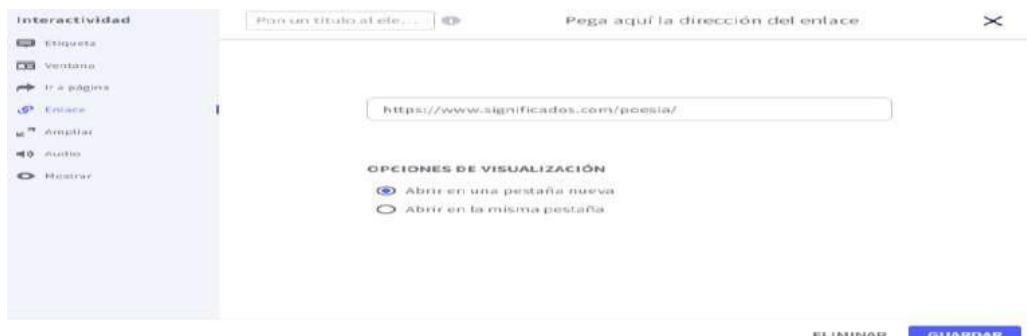 Interactividad
Pon un título al ele...
Pega aquí la dirección del enlace
Etiqueta
Ventana
Ir a página
Enlace
Ampliar
Audio
Mostrar
https://www.significados.com/poesia/
OPCIONES DE VISUALIZACIÓN
Abrir en una pestaña nueva
Abrir en la misma pestaña
ELIMINAR
GUARDAR